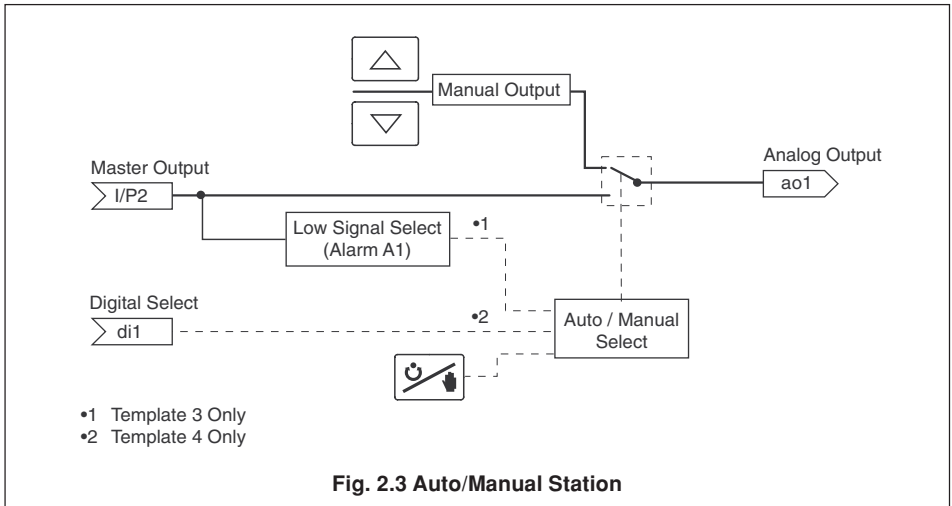 Manual Output
Master Output
I/P2
Analog Output
ao1
Low Signal Select
(Alarm A1)
•1
Digital Select
di1
•2
Auto / Manual
Select
•1 Template 3 Only
•2 Template 4 Only
Fig. 2.3 Auto/Manual Station